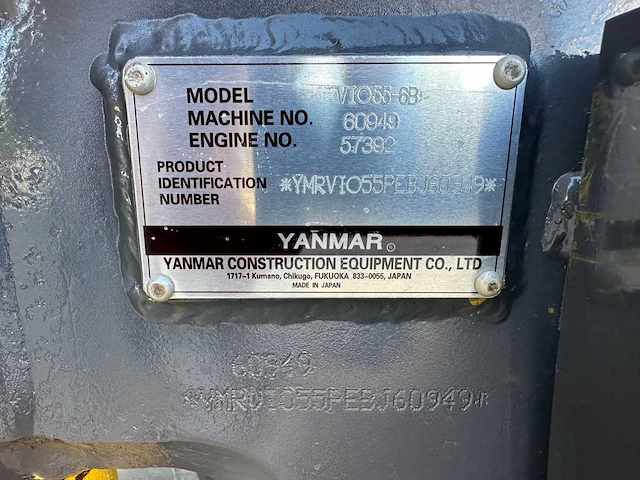 MODEL VIO55-6B
MACHINE NO. 60949
ENGINE NO. 57392
PRODUCT
IDENTIFICATION *YMRVIO55PEBJ60949*
NUMBER
YANMAR®
YANMAR CONSTRUCTION EQUIPMENT CO., LTD
1717-1 Kumano, Chikugo, FUKUOKA 833-0055, JAPAN
MADE IN JAPAN
60949
*YMRVIO55PEBJ60949*